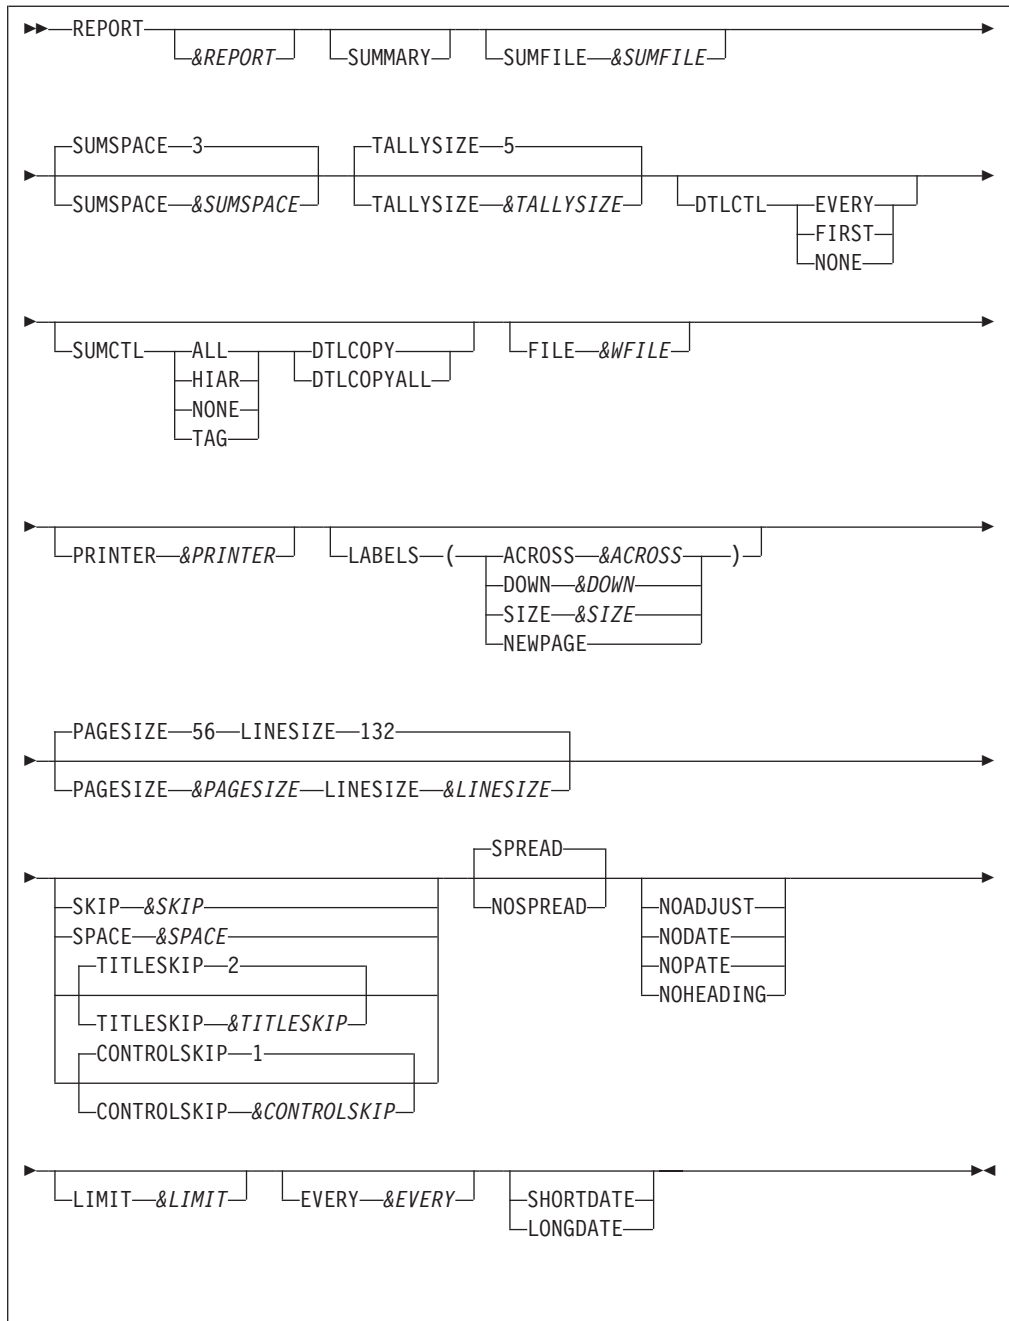 REPORT
&REPORT SUMMARY SUMFILE &SUMFILE
SUMSPACE 3 TALLYSIZE 5
SUMSPACE &SUMSPACE TALLYSIZE &TALLYSIZE DTLCTL EVERY
FIRST
NONE
SUMCTL ALL DTLCOPY FILE &WFILE
HIAR DTLCOPYALL
NONE
TAG
PRINTER &PRINTER LABELS ( ACROSS &ACROSS )
DOWN &DOWN
SIZE &SIZE
NEWPAGE
PAGESIZE 56 LINESIZE 132
PAGESIZE &PAGESIZE LINESIZE &LINESIZE
SPREAD
SKIP &SKIP NOSPREAD NOADJUST
SPACE &SPACE NODATE
TITLESKIP 2 NOPATE
NOHEADING
TITLESKIP &TITLESKIP
CONTROLSKIP 1
CONTROLSKIP &CONTROLSKIP
LIMIT &LIMIT EVERY &EVERY SHORTDATE
LONGDATE